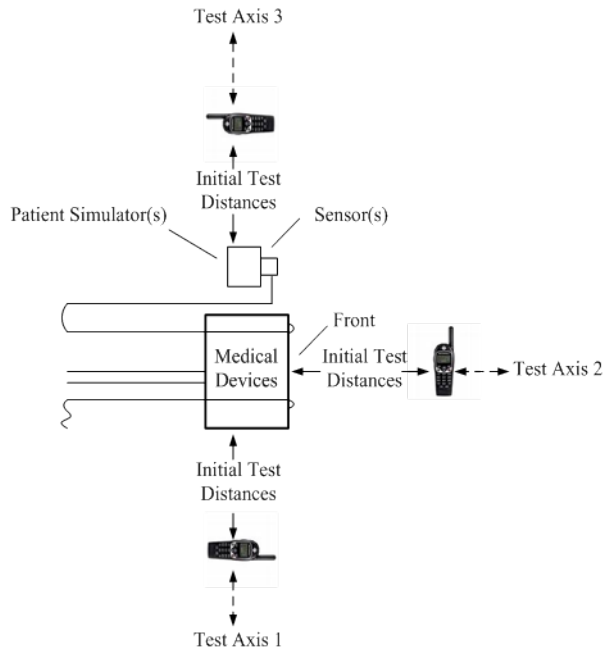 Test Axis 3
Initial Test
Distances
Patient Simulator(s)
Sensor(s)
Front
Medical
Devices
Initial Test
Distances
Test Axis 2
Initial Test
Distances
Test Axis 1